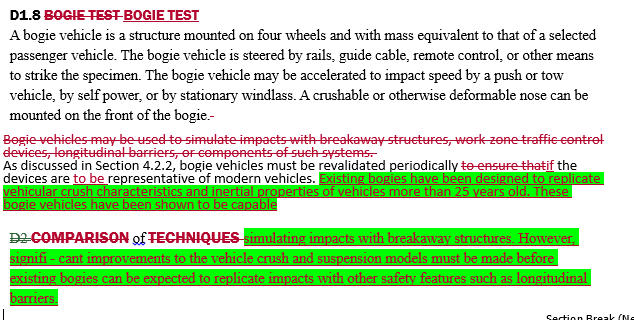 D1.8 BOGIE TEST BOGIE TEST
A bogie vehicle is a structure mounted on four wheels and with mass equivalent to that of a selected
passenger vehicle. The bogie vehicle is steered by rails, guide cable, remote control, or other means
to strike the specimen. The bogie vehicle may be accelerated to impact speed by a push or tow
vehicle, by self power, or by stationary windlass. A crushable or otherwise deformable nose can be
mounted on the front of the bogie.-
Bogie vehicles may be used to simulate impacts with breakaway structures, work-zone traffic control
devices, longitudinal barriers, or components of such systems.
As discussed in Section 4.2.2, bogie vehicles must be revalidated periodically to ensure thatif the
devices are to be representative of modern vehicles. Existing bogies have been designed to replicate
vehicular crush characteristics and inertial properties of vehicles more than 25 years old. These
bogie vehicles have been shown to be capable
D2 COMPARISON of TECHNIQUES simulating impacts with breakaway structures. However,
signifi - cant improvements to the vehicle crush and suspension models must be made before
existing bogies can be expected to replicate impacts with other safety features such as longitudinal
barriers.
Section Break (Ne